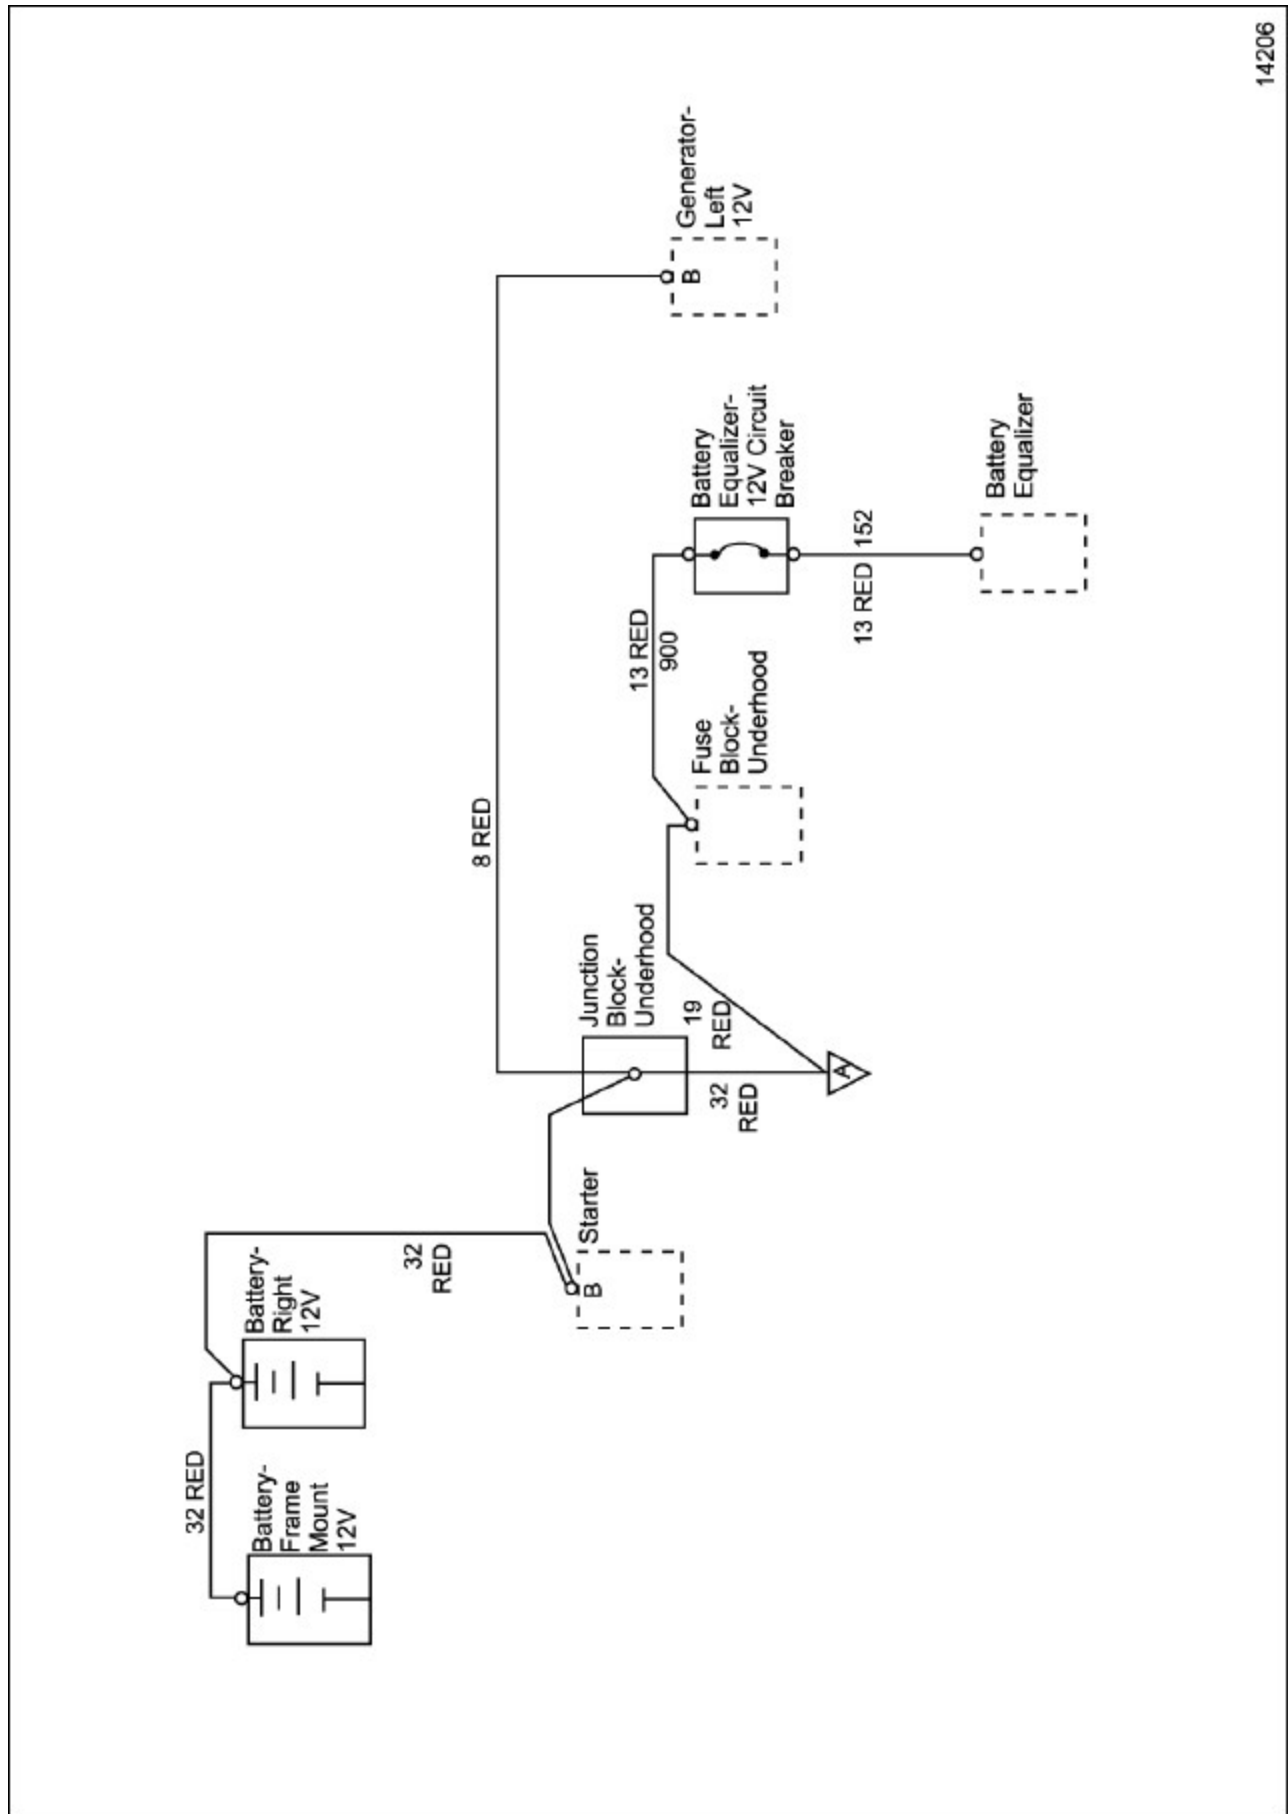 32 RED
Battery-
Frame
Mount
12V
Battery-
Right
12V
32
RED
Starter
B
8 RED
Junction
Block-
Underhood
32
RED
19
RED
A
Fuse
Block-
Underhood
13 RED
900
Battery
Equalizer-
12V Circuit
Breaker
13 RED 152
Battery
Equalizer
Generator-
Left
12V
B
14206